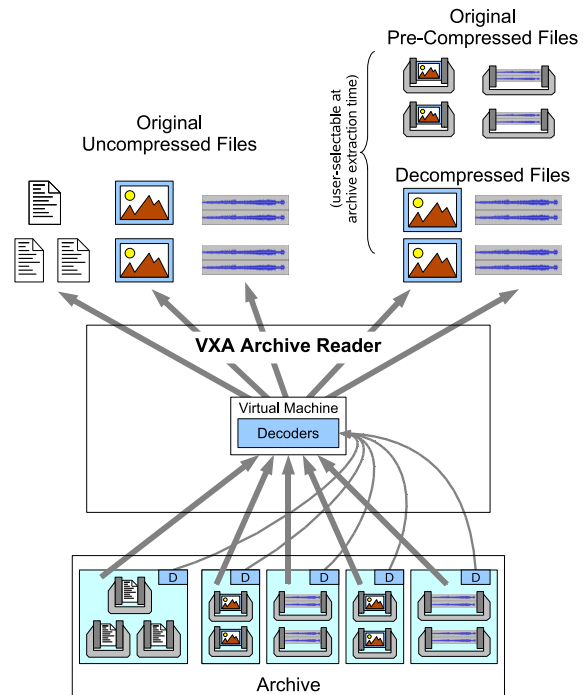 Original
Pre-Compressed Files
(user-selectable at
archive extraction time)
Original
Uncompressed Files
Decompressed Files
VXA Archive Reader
Virtual Machine
Decoders
D
D
D
D
D
Archive